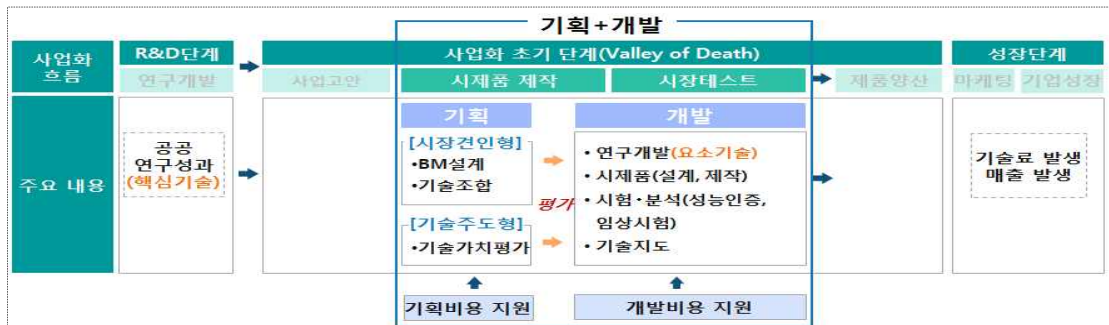 기획+개발
사업화
흐름
R&D단계
사업화 초기 단계(Valley of Death)
성장단계
연구개발
사업고안
시제품 제작
시장테스트
제품양산
마케팅
기업성장
주요 내용
공공
연구성과
(핵심기술)
기획
[시장견인형]
•BM설계
•기술조합
[기술주도형]
•기술가치평가
평가
개발
• 연구개발(요소기술)
• 시제품(설계, 제작)
• 시험·분석(성능인증,
임상시험)
• 기술지도
기술료 발생
매출 발생
기획비용 지원
개발비용 지원